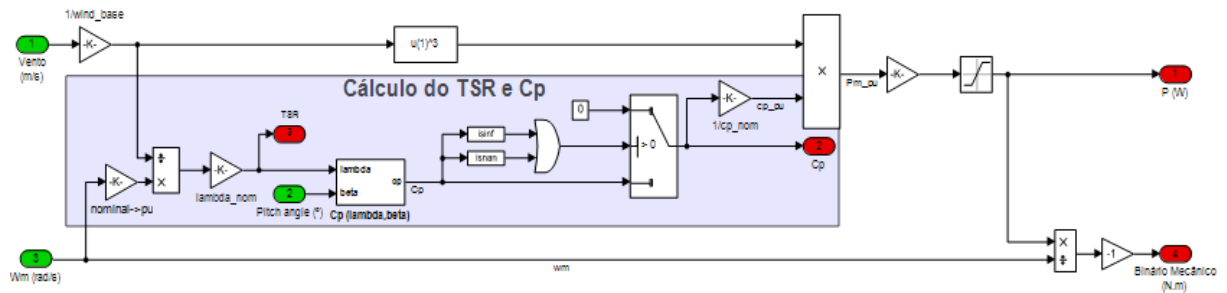 1/wind_base
1
Vento
(m/s)
-K-
u(1)^3
Cálculo do TSR e Cp
TSR
3
÷
×
-K-
nominal->pu
-K-
lambda_nom
2
Pitch angle (º)
lambda
beta
cp
Cp (lambda,beta)
Cp
isinf
isnan
0
> 0
-K-
1/cp_nom
cp_pu
×
Pm_pu
-K-
1
P (W)
2
Cp
3
Wm (rad/s)
wm
×
÷
-1
4
Binário Mecânico
(N.m)